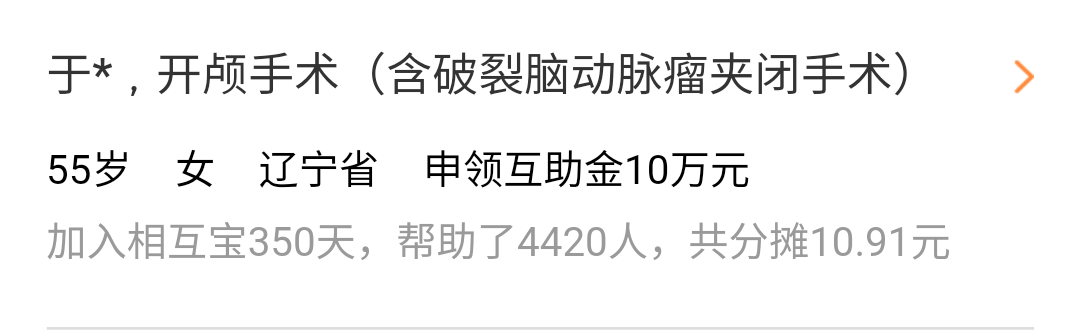 于*，开颅手术（含破裂脑动脉瘤夹闭手术）
55岁 女 辽宁省 申领互助金10万元
加入相互宝350天，帮助了4420人，共分摊10.91元